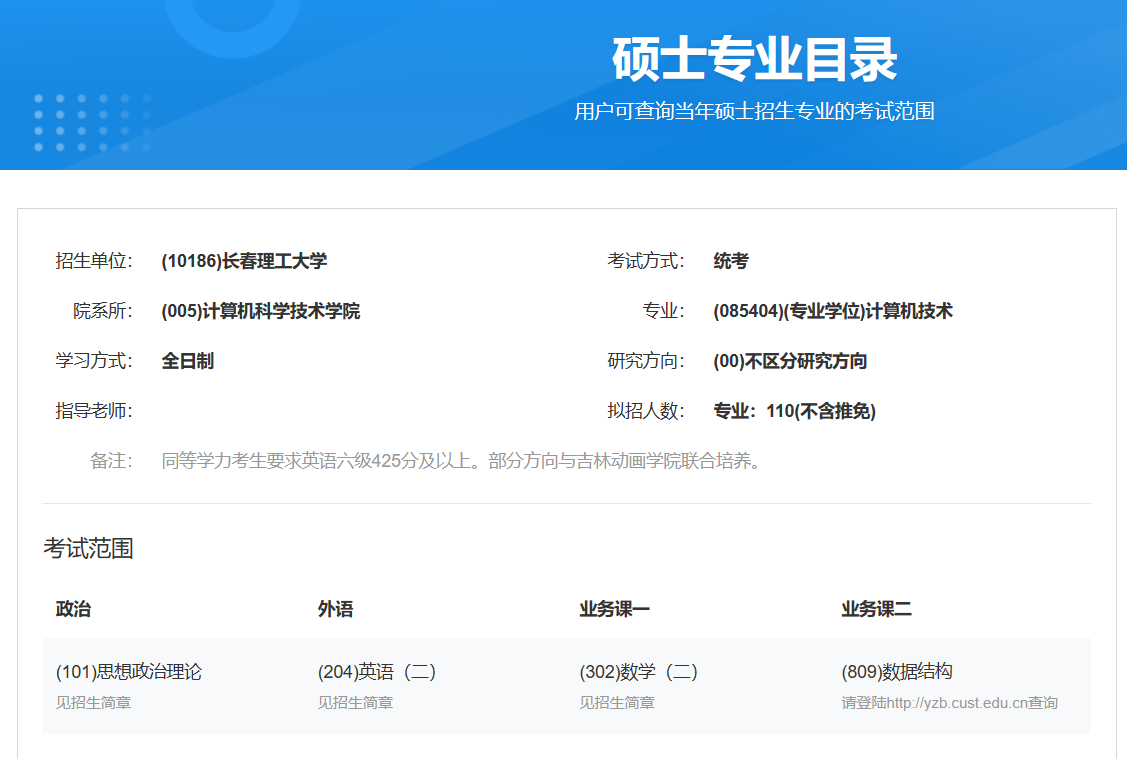 硕士专业目录
用户可查询当年硕士招生专业的考试范围
招生单位： (10186)长春理工大学 考试方式： 统考
院系所： (005)计算机科学技术学院 专业： (085404)(专业学位)计算机技术
学习方式： 全日制 研究方向： (00)不区分研究方向
指导老师： 拟招人数： 专业：110(不含推免)
备注： 同等学力考生要求英语六级425分及以上。部分方向与吉林动画学院联合培养。
考试范围
政治 外语 业务课一 业务课二
(101)思想政治理论 (204)英语（二） (302)数学（二） (809)数据结构
见招生简章 见招生简章 见招生简章 请登陆http://yzb.cust.edu.cn查询